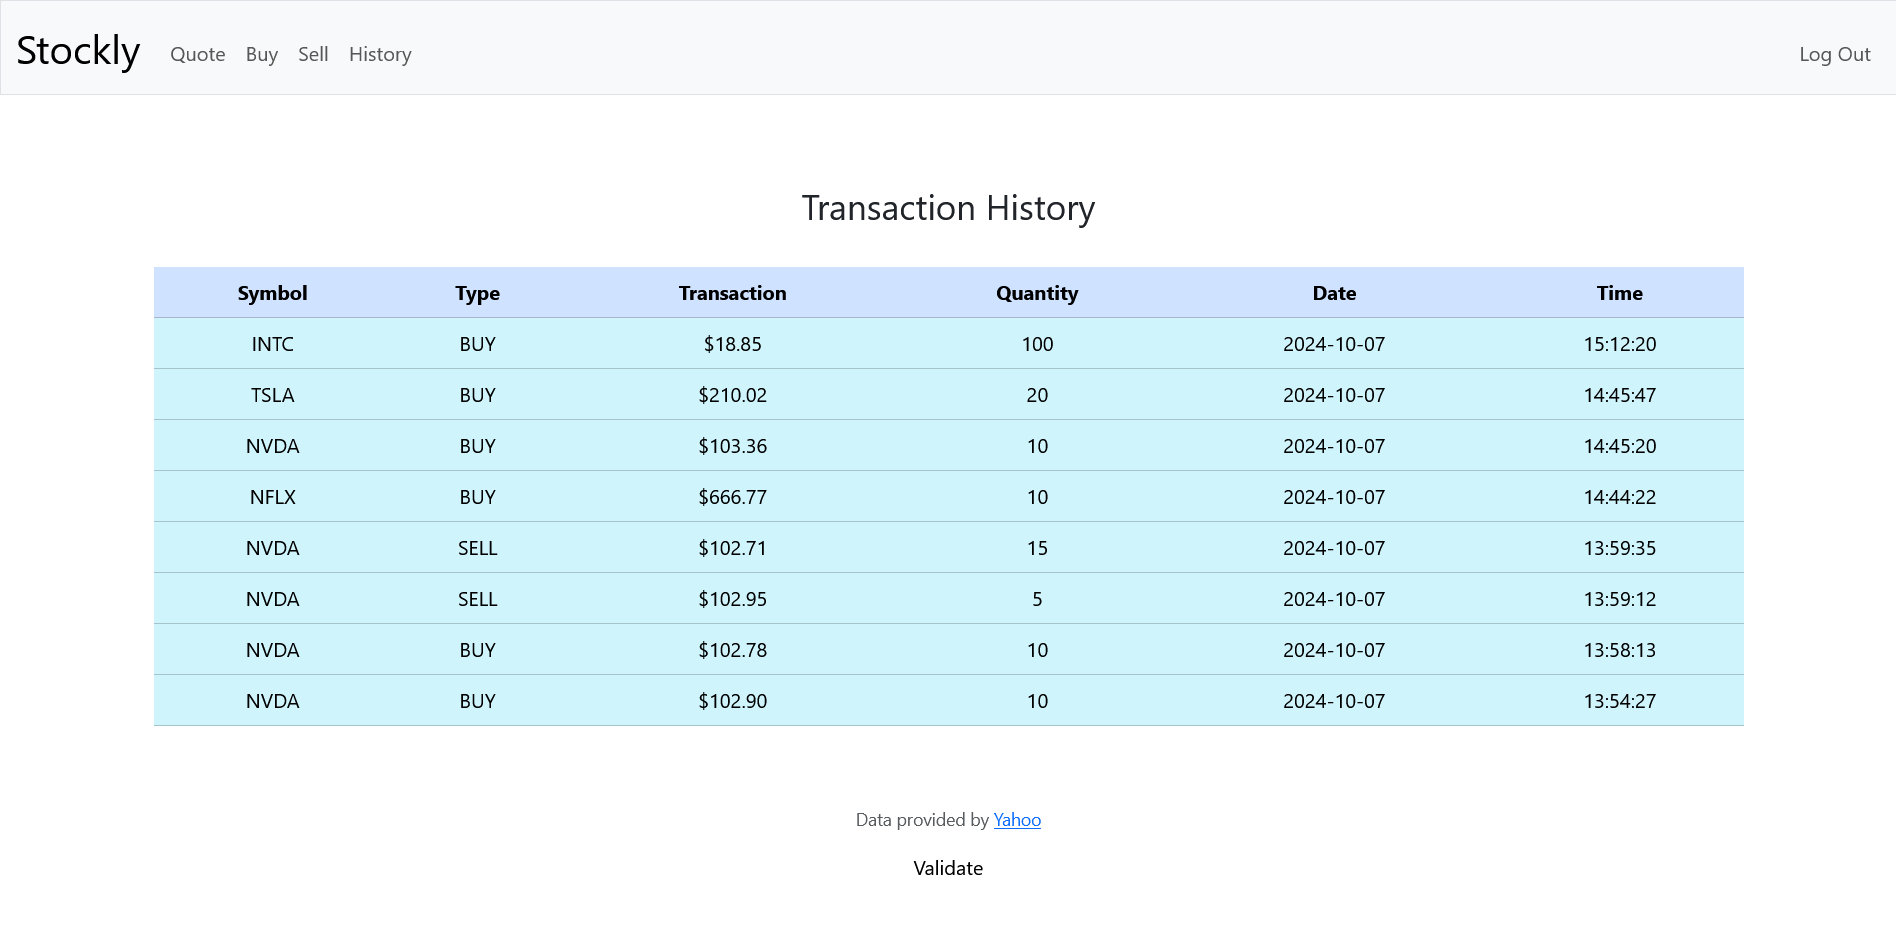 Stockly Quote Buy Sell History Log Out
Transaction History
Symbol Type Transaction Quantity Date Time
INTC BUY $18.85 100 2024-10-07 15:12:20
TSLA BUY $210.02 20 2024-10-07 14:45:47
NVDA BUY $103.36 10 2024-10-07 14:45:20
NFLX BUY $666.77 10 2024-10-07 14:44:22
NVDA SELL $102.71 15 2024-10-07 13:59:35
NVDA SELL $102.95 5 2024-10-07 13:59:12
NVDA BUY $102.78 10 2024-10-07 13:58:13
NVDA BUY $102.90 10 2024-10-07 13:54:27
Data provided by Yahoo
Validate